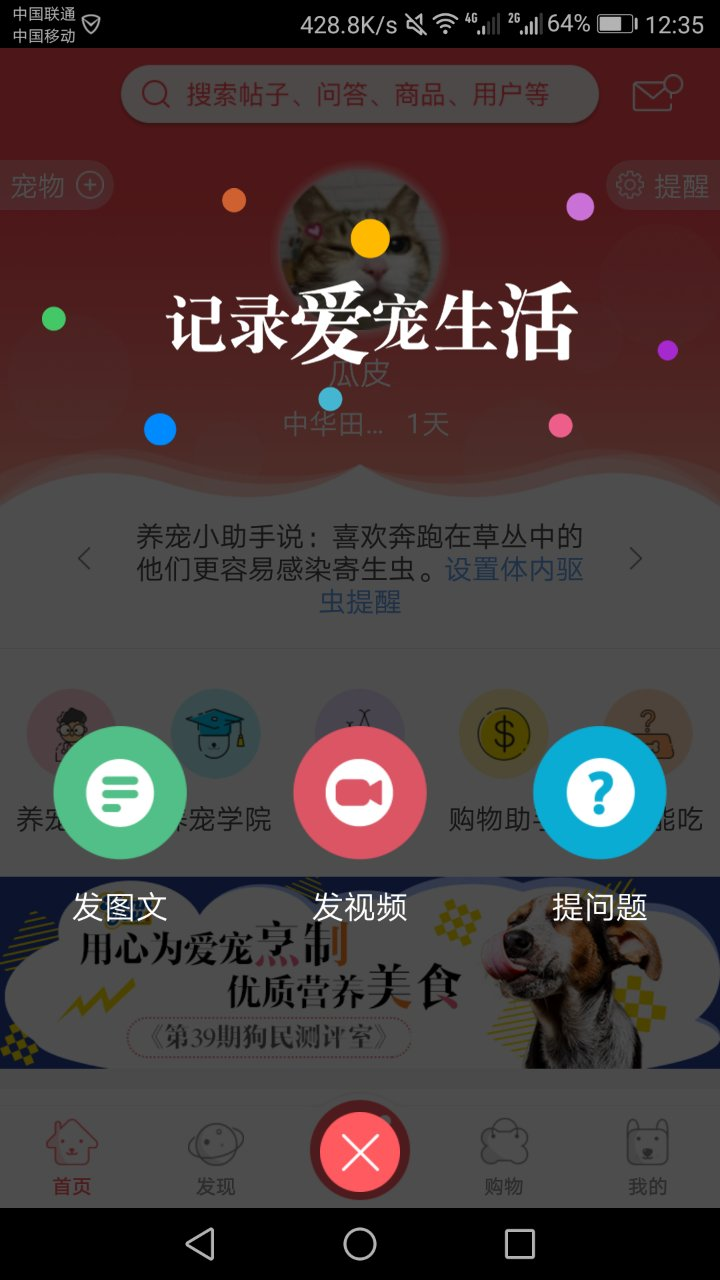 中国联通
中国移动
428.8K/s 4G 2G 64% 12:35
搜索帖子、问答、商品、用户等
宠物
提醒
记录爱宠生活
瓜皮
中华田... 1天
养宠小助手说：喜欢奔跑在草丛中的
他们更容易感染寄生虫。设置体内驱
虫提醒
养宠
养宠学院
购物助手
能吃
发图文
发视频
提问题
用心为爱宠烹制
优质营养美食
《第39期狗民测评室》
首页
发现
购物
我的